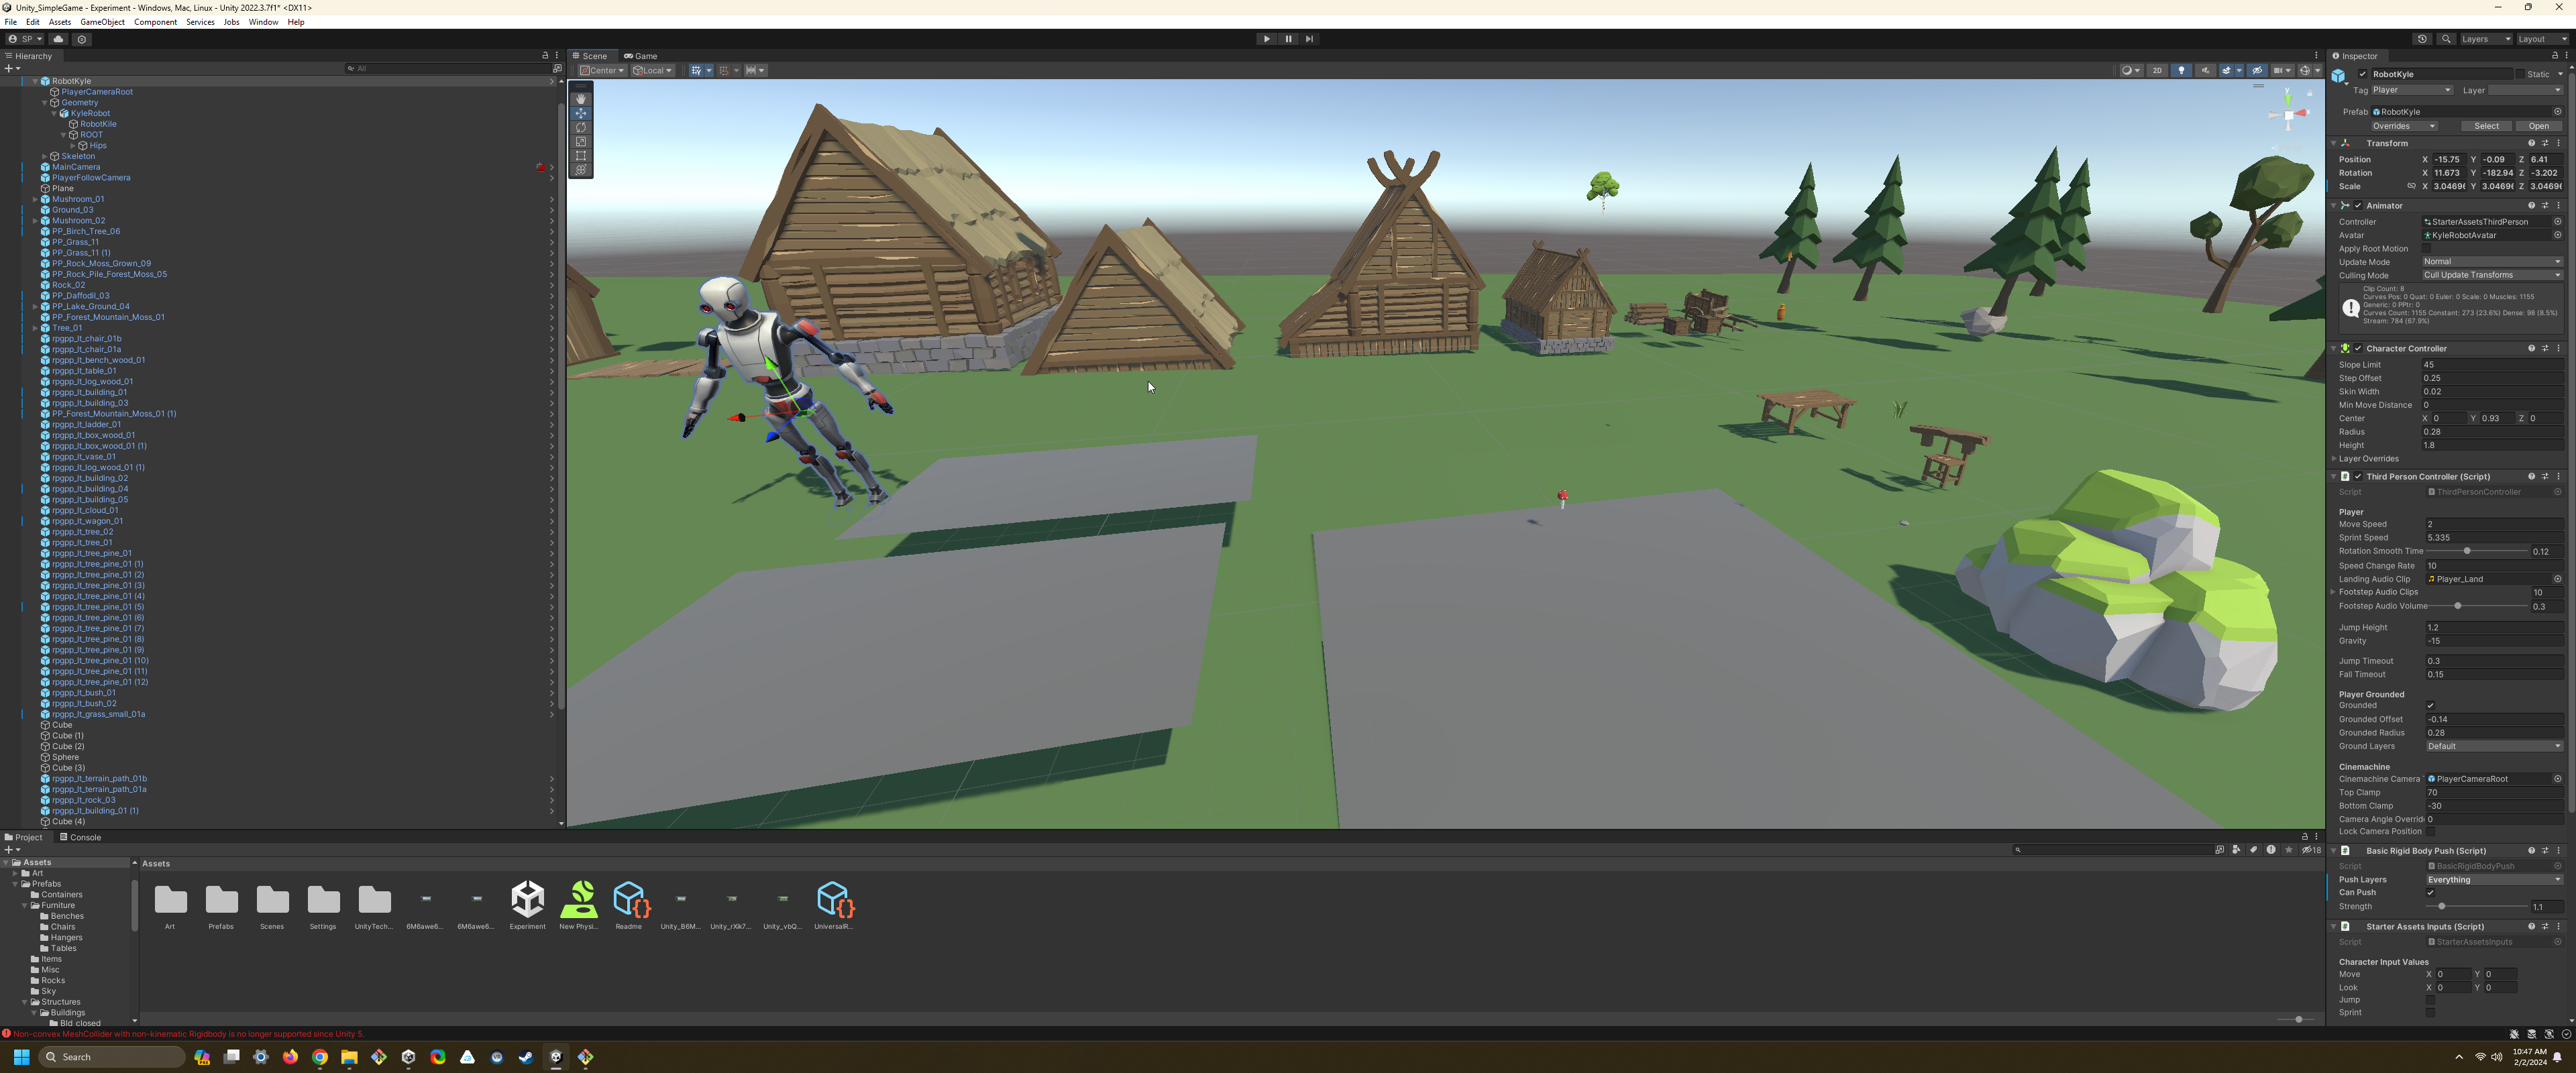 Unity_SimpleGame - Experiment - Windows, Mac, Linux - Unity 2022.3.7f1* <DX11>
File Edit Assets GameObject Component Services Jobs Window Help
SP
Layers Layout
Hierarchy
All
RobotKyle
PlayerCameraRoot
Geometry
KyleRobot
RobotKile
ROOT
Hips
Skeleton
MainCamera
PlayerFollowCamera
Plane
Mushroom_01
Ground_03
Mushroom_02
PP_Birch_Tree_06
PP_Grass_11
PP_Grass_11 (1)
PP_Rock_Moss_Grown_09
PP_Rock_Pile_Forest_Moss_05
Rock_02
PP_Daffodil_03
PP_Lake_Ground_04
PP_Forest_Mountain_Moss_01
Tree_01
rpgpp_lt_chair_01b
rpgpp_lt_chair_01a
rpgpp_lt_bench_wood_01
rpgpp_lt_table_01
rpgpp_lt_log_wood_01
rpgpp_lt_building_01
rpgpp_lt_building_03
PP_Forest_Mountain_Moss_01 (1)
rpgpp_lt_ladder_01
rpgpp_lt_box_wood_01
rpgpp_lt_box_wood_01 (1)
rpgpp_lt_vase_01
rpgpp_lt_log_wood_01 (1)
rpgpp_lt_building_02
rpgpp_lt_building_04
rpgpp_lt_building_05
rpgpp_lt_cloud_01
rpgpp_lt_wagon_01
rpgpp_lt_tree_02
rpgpp_lt_tree_01
rpgpp_lt_tree_pine_01
rpgpp_lt_tree_pine_01 (1)
rpgpp_lt_tree_pine_01 (2)
rpgpp_lt_tree_pine_01 (3)
rpgpp_lt_tree_pine_01 (4)
rpgpp_lt_tree_pine_01 (5)
rpgpp_lt_tree_pine_01 (6)
rpgpp_lt_tree_pine_01 (7)
rpgpp_lt_tree_pine_01 (8)
rpgpp_lt_tree_pine_01 (9)
rpgpp_lt_tree_pine_01 (10)
rpgpp_lt_tree_pine_01 (11)
rpgpp_lt_tree_pine_01 (12)
rpgpp_lt_bush_01
rpgpp_lt_bush_02
rpgpp_lt_grass_small_01a
Cube
Cube (1)
Cube (2)
Sphere
Cube (3)
rpgpp_lt_terrain_path_01b
rpgpp_lt_terrain_path_01a
rpgpp_lt_rock_03
rpgpp_lt_building_01 (1)
Cube (4)
Scene Game
Center Local
2D
y
Inspector
RobotKyle Static
Tag Player Layer
Prefab RobotKyle
Overrides Select Open
Transform
Position X -15.75 Y -0.09 Z 6.41
Rotation X 11.673 Y -182.94 Z -3.202
Scale X 3.0469 Y 3.0469 Z 3.0469
Animator
Controller StarterAssetsThirdPerson
Avatar KyleRobotAvatar
Apply Root Motion
Update Mode Normal
Culling Mode Cull Update Transforms
Clip Count: 8
Curves Pos: 0 Quat: 0 Euler: 0 Scale: 0 Muscles: 1155
Generic: 0 PPtr: 0
Curves Count: 1155 Constant: 273 (23.6%) Dense: 98 (8.5%)
Stream: 784 (67.9%)
Character Controller
Slope Limit 45
Step Offset 0.25
Skin Width 0.02
Min Move Distance 0
Center X 0 Y 0.93 Z 0
Radius 0.28
Height 1.8
Layer Overrides
Third Person Controller (Script)
Script ThirdPersonController
Player
Move Speed 2
Sprint Speed 5.335
Rotation Smooth Time 0.12
Speed Change Rate 10
Landing Audio Clip Player_Land
Footstep Audio Clips 10
Footstep Audio Volume 0.3
Jump Height 1.2
Gravity -15
Jump Timeout 0.3
Fall Timeout 0.15
Player Grounded
Grounded
Grounded Offset -0.14
Grounded Radius 0.28
Ground Layers Default
Cinemachine
Cinemachine Camera PlayerCameraRoot
Top Clamp 70
Bottom Clamp -30
Camera Angle Overrid 0
Lock Camera Position
Basic Rigid Body Push (Script)
Script BasicRigidBodyPush
Push Layers Everything
Can Push
Strength 1.1
Starter Assets Inputs (Script)
Script StarterAssetsInputs
Character Input Values
Move X 0 Y 0
Look X 0 Y 0
Jump
Sprint
Project Console
18
Assets
Art
Prefabs
Containers
Furniture
Benches
Chairs
Hangers
Tables
Items
Misc
Rocks
Sky
Structures
Buildings
Bld_closed
Assets
Art Prefabs Scenes Settings UnityTech... 6M6awe6... 6M6awe6... Experiment New Physi... Readme Unity_B6M... Unity_rXlk7... Unity_vbQ... UniversalR...
Non-convex MeshCollider with non-kinematic Rigidbody is no longer supported since Unity 5.
Search
10:47 AM
2/2/2024